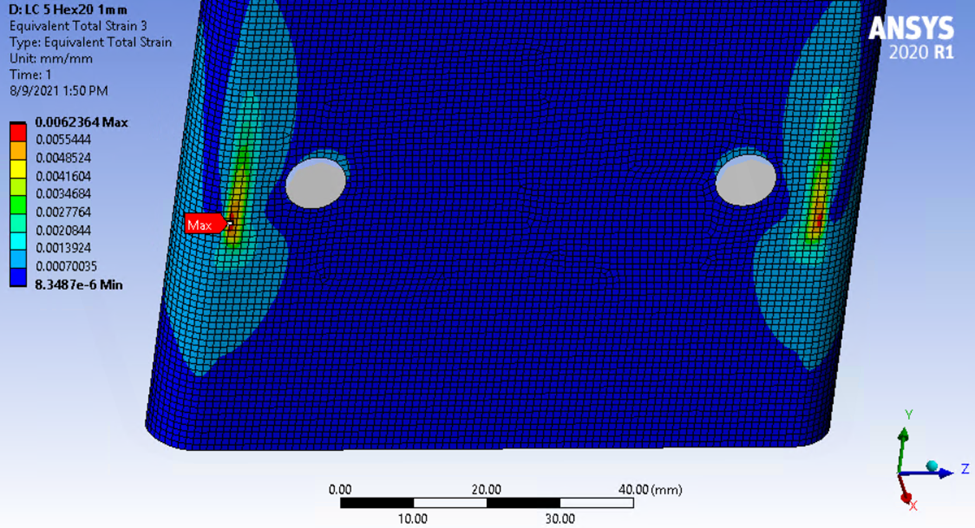 D: LC 5 Hex20 1mm
Equivalent Total Strain 3
Type: Equivalent Total Strain
Unit: mm/mm
Time: 1
8/9/2021 1:50 PM
ANSYS
2020 R1
0.0062364 Max
0.0055444
0.0048524
0.0041604
0.0034684
0.0027764
0.0020844
0.0013924
0.00070035
8.3487e-6 Min
Max
0.00
20.00
40.00 (mm)
10.00
30.00
Y
Z
X